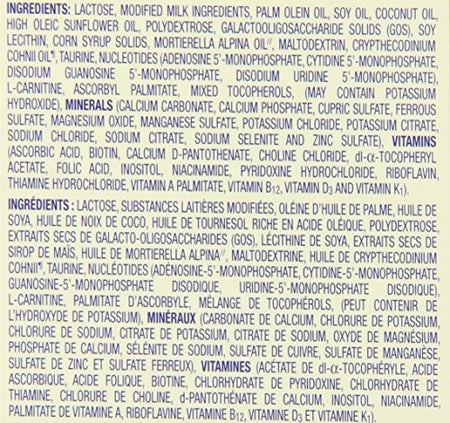 INGREDIENTS: LACTOSE, MODIFIED MILK INGREDIENTS, PALM OLEIN OIL, SOY OIL, COCONUT OIL,
HIGH OLEIC SUNFLOWER OIL, POLYDEXTROSE, GALACTOOLIGOSACCHARIDE SOLIDS (GOS), SOY
LECITHIN, CORN SYRUP SOLIDS, MORTIERELLA ALPINA OIL//, MALTODEXTRIN, CRYPTHECODINIUM
COHNII OIL¶, TAURINE, NUCLEOTIDES (ADENOSINE 5'-MONOPHOSPHATE, CYTIDINE 5'-MONOPHOSPHATE,
DISODIUM GUANOSINE 5'-MONOPHOSPHATE, DISODIUM URIDINE 5'-MONOPHOSPHATE),
L-CARNITINE, ASCORBYL PALMITATE, MIXED TOCOPHEROLS, (MAY CONTAIN POTASSIUM
HYDROXIDE), MINERALS (CALCIUM CARBONATE, CALCIUM PHOSPHATE, CUPRIC SULFATE, FERROUS
SULFATE, MAGNESIUM OXIDE, MANGANESE SULFATE, POTASSIUM CHLORIDE, POTASSIUM CITRATE,
SODIUM CHLORIDE, SODIUM CITRATE, SODIUM SELENITE AND ZINC SULFATE), VITAMINS
(ASCORBIC ACID, BIOTIN, CALCIUM D-PANTOTHENATE, CHOLINE CHLORIDE, dl-α-TOCOPHERYL
ACETATE, FOLIC ACID, INOSITOL, NIACINAMIDE, PYRIDOXINE HYDROCHLORIDE, RIBOFLAVIN,
THIAMINE HYDROCHLORIDE, VITAMIN A PALMITATE, VITAMIN B12, VITAMIN D3 AND VITAMIN K1).
INGRÉDIENTS : LACTOSE, SUBSTANCES LAITIÈRES MODIFIÉES, OLÉINE D'HUILE DE PALME, HUILE DE
SOYA, HUILE DE NOIX DE COCO, HUILE DE TOURNESOL RICHE EN ACIDE OLÉIQUE, POLYDEXTROSE,
EXTRAITS SECS DE GALACTO-OLIGOSACCHARIDES (GOS), LÉCITHINE DE SOYA, EXTRAITS SECS DE
SIROP DE MAÏS, HUILE DE MORTIERELLA ALPINA//, MALTODEXTRINE, HUILE DE CRYPTHECODINIUM
COHNII¶, TAURINE, NUCLÉOTIDES (ADÉNOSINE-5'-MONOPHOSPHATE, CYTIDINE-5'-MONOPHOSPHATE,
GUANOSINE-5'-MONOPHOSPHATE DISODIQUE, URIDINE-5'-MONOPHOSPHATE DISODIQUE),
L-CARNITINE, PALMITATE D'ASCORBYLE, MÉLANGE DE TOCOPHÉROLS, (PEUT CONTENIR DE
L'HYDROXYDE DE POTASSIUM), MINÉRAUX (CARBONATE DE CALCIUM, CHLORURE DE POTASSIUM,
CHLORURE DE SODIUM, CITRATE DE POTASSIUM, CITRATE DE SODIUM, OXYDE DE MAGNÉSIUM,
PHOSPHATE DE CALCIUM, SÉLÉNITE DE SODIUM, SULFATE DE CUIVRE, SULFATE DE MANGANÈSE,
SULFATE DE ZINC ET SULFATE FERREUX), VITAMINES (ACÉTATE DE dl-α-TOCOPHÉRYLE, ACIDE
ASCORBIQUE, ACIDE FOLIQUE, BIOTINE, CHLORHYDRATE DE PYRIDOXINE, CHLORHYDRATE DE
THIAMINE, CHLORURE DE CHOLINE, d-PANTOTHÉNATE DE CALCIUM, INOSITOL, NIACINAMIDE,
PALMITATE DE VITAMINE A, RIBOFLAVINE, VITAMINE B12, VITAMINE D3 ET VITAMINE K1).